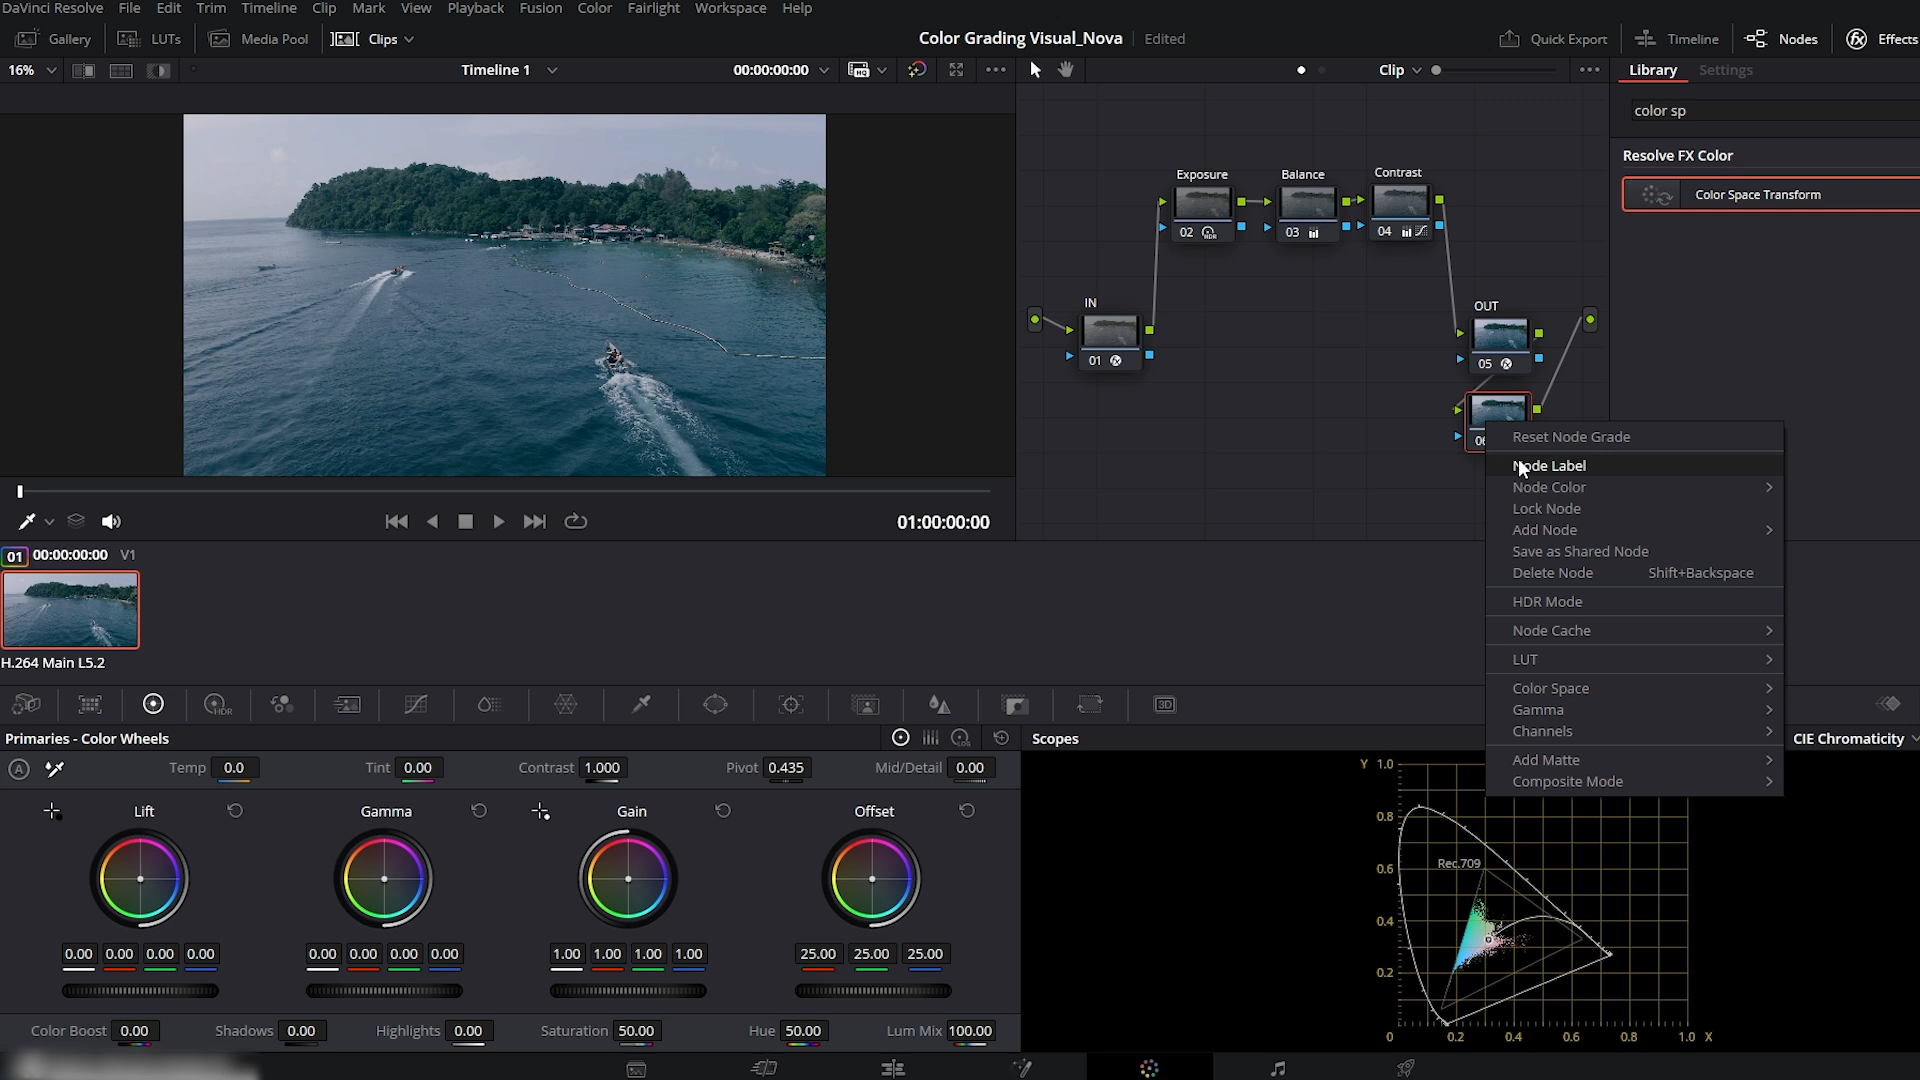 DaVinci Resolve File Edit Trim Timeline Clip Mark View Playback Fusion Color Fairlight Workspace Help
Gallery LUTs Media Pool Clips Color Grading Visual_Nova Edited Quick Export Timeline Nodes Effects
16% Timeline 1 00:00:00:00 HQ Clip Library Settings
color sp
Resolve FX Color
Color Space Transform
Exposure Balance Contrast
02 HDR 03 04
IN
01
OUT
05
06
Reset Node Grade
Node Label
Node Color
Lock Node
Add Node
Save as Shared Node
Delete Node Shift+Backspace
HDR Mode
Node Cache
LUT
Color Space
Gamma
Channels
Add Matte
Composite Mode
01:00:00:00
01 00:00:00:00 V1
H.264 Main L5.2
HDR 3D
Primaries - Color Wheels LOG
A Temp 0.0 Tint 0.00 Contrast 1.000 Pivot 0.435 Mid/Detail 0.00
Lift Gamma Gain Offset
0.00 0.00 0.00 0.00 0.00 0.00 0.00 0.00 1.00 1.00 1.00 1.00 25.00 25.00 25.00
Color Boost 0.00 Shadows 0.00 Highlights 0.00 Saturation 50.00 Hue 50.00 Lum Mix 100.00
Scopes CIE Chromaticity
Y 1.0
0.8
0.6
0.4
0.2
Rec.709
0 0.2 0.4 0.6 0.8 1.0 X